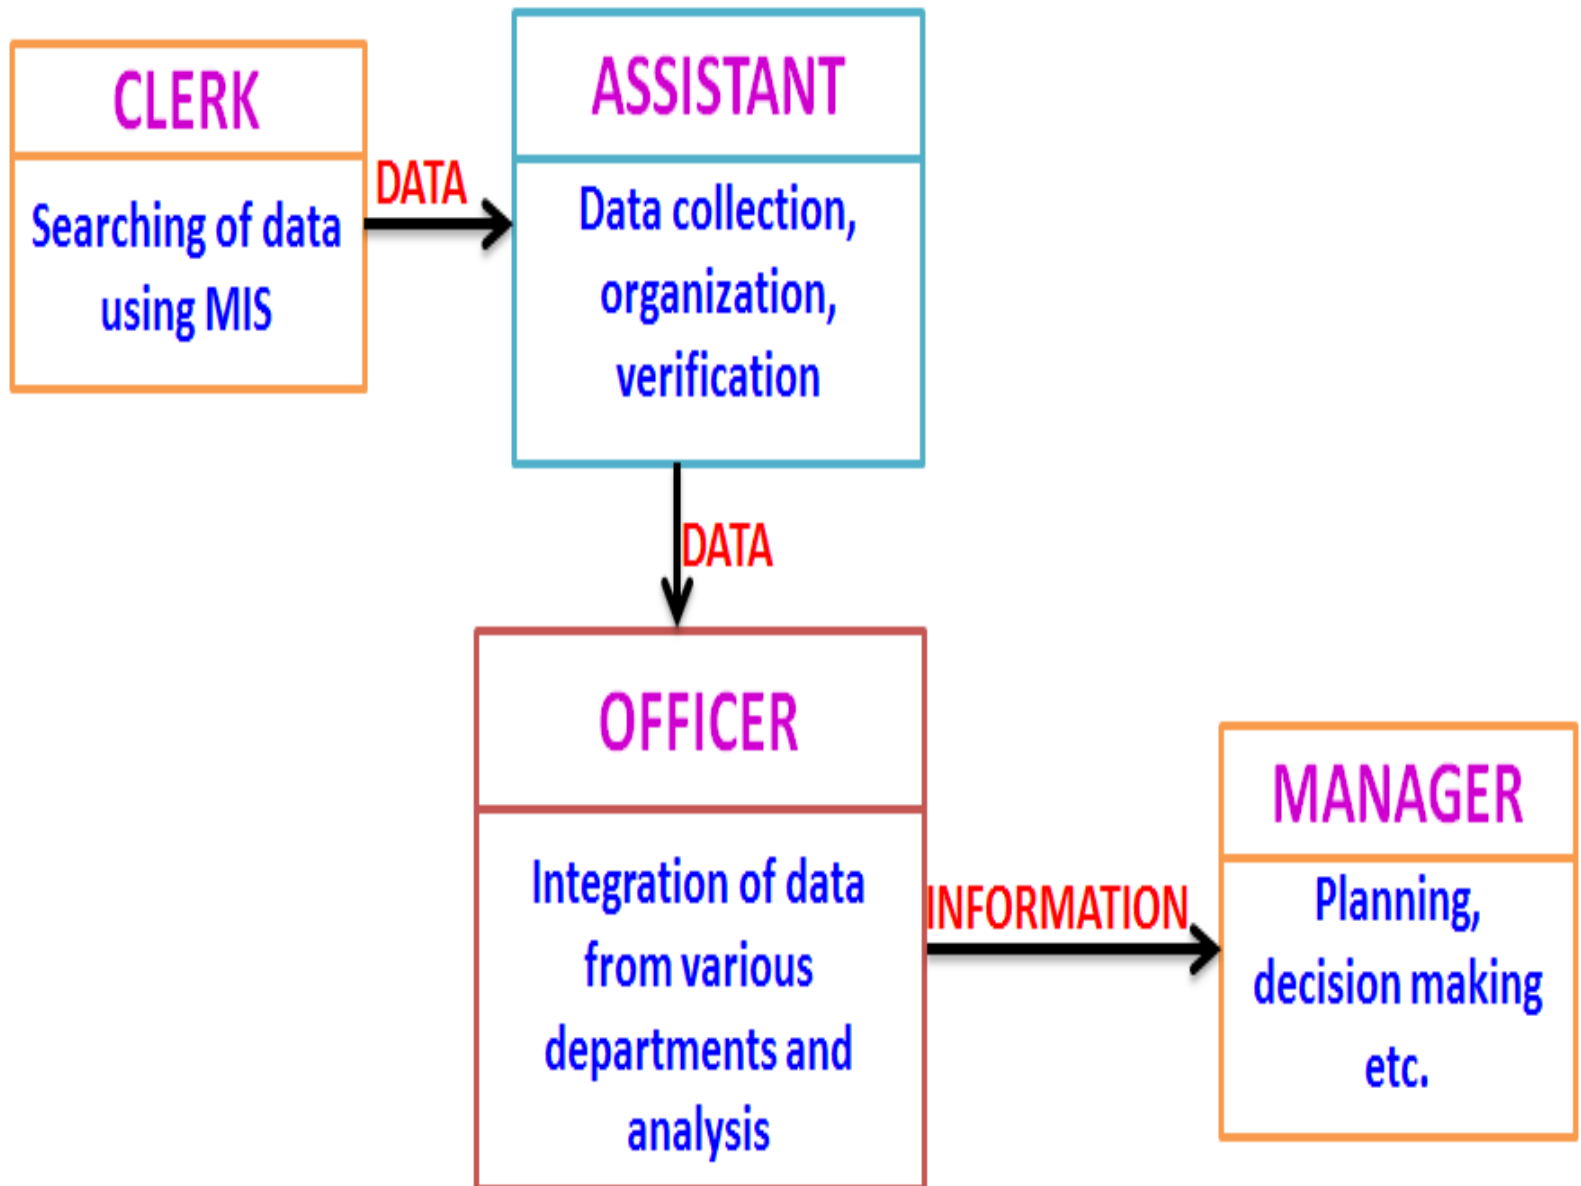 CLERK
Searching of data
using MIS
DATA
ASSISTANT
Data collection,
organization,
verification
DATA
OFFICER
Integration of data
from various
departments and
analysis
INFORMATION
MANAGER
Planning,
decision making
etc.